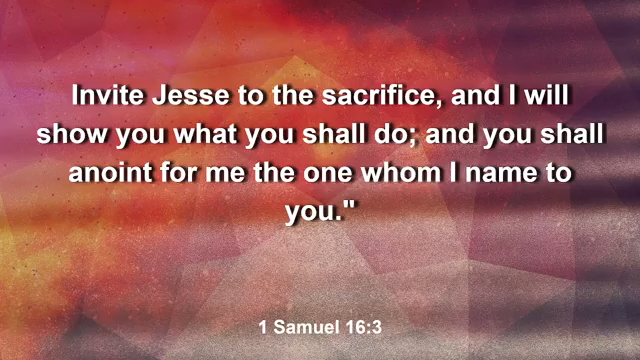 Invite Jesse to the sacrifice, and I will
show you what you shall do; and you shall
anoint for me the one whom I name to
you."
1 Samuel 16:3